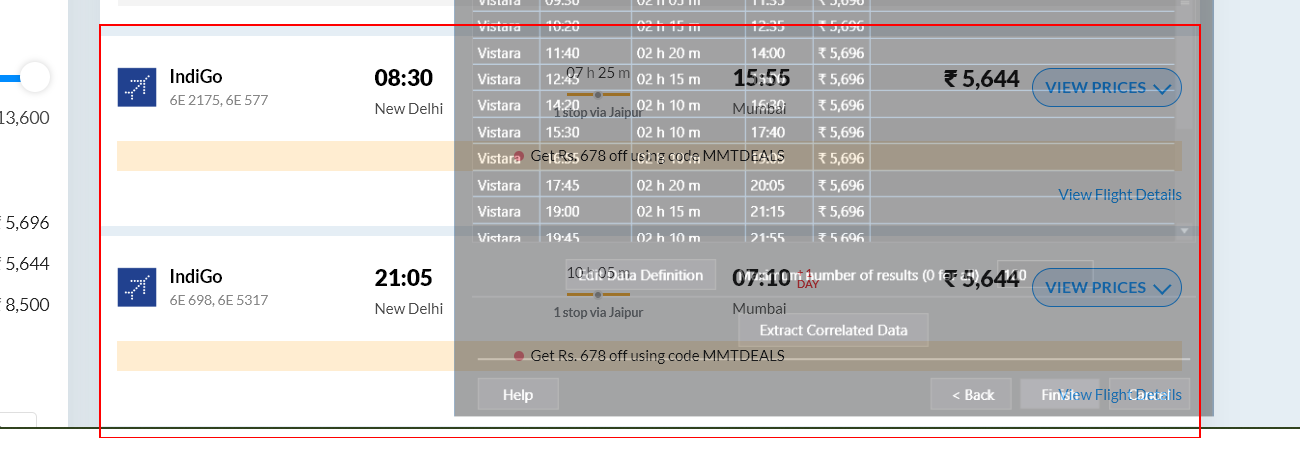 Vistara 09:30 02 h 05 m 11:35 ₹ 5,696
Vistara 10:20 02 h 15 m 12:35 ₹ 5,696
Vistara 11:40 02 h 20 m 14:00 ₹ 5,696
IndiGo 08:30 07 h 25 m 15:55 ₹ 5,644 VIEW PRICES
Vistara 12:45 02 h 15 m ₹ 5,696
6E 2175, 6E 577 New Delhi 1 stop via Jaipur Mumbai
13,600
Vistara 14:20 02 h 10 m 16:30 ₹ 5,696
Vistara 15:30 02 h 10 m 17:40 ₹ 5,696
Get Rs. 678 off using code MMTDEALS
Vistara ₹ 5,696
Vistara 17:45 02 h 20 m 20:05 ₹ 5,696
View Flight Details
Vistara 19:00 02 h 15 m 21:15 ₹ 5,696
₹ 5,696
Vistara 19:45 02 h 10 m 21:55 ₹ 5,696
₹ 5,644
IndiGo 21:05 10 h 05 m 07:10 +1 DAY ₹ 5,644 VIEW PRICES
Edit Data Definition Maximum number of results (0 for all)
6E 698, 6E 5317 New Delhi 1 stop via Jaipur Mumbai
₹ 8,500
Extract Correlated Data
Get Rs. 678 off using code MMTDEALS
Help < Back Finish Cancel
View Flight Details